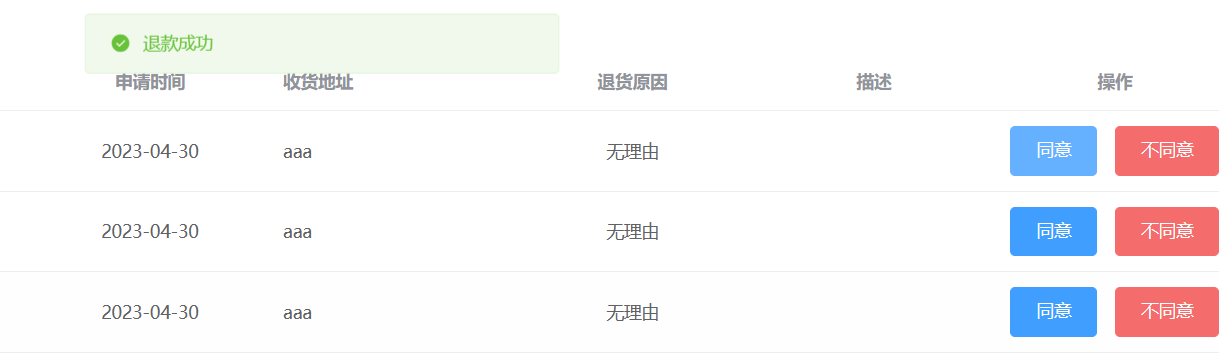 退款成功
申请时间 收货地址 退货原因 描述 操作
2023-04-30 aaa 无理由 同意 不同意
2023-04-30 aaa 无理由 同意 不同意
2023-04-30 aaa 无理由 同意 不同意